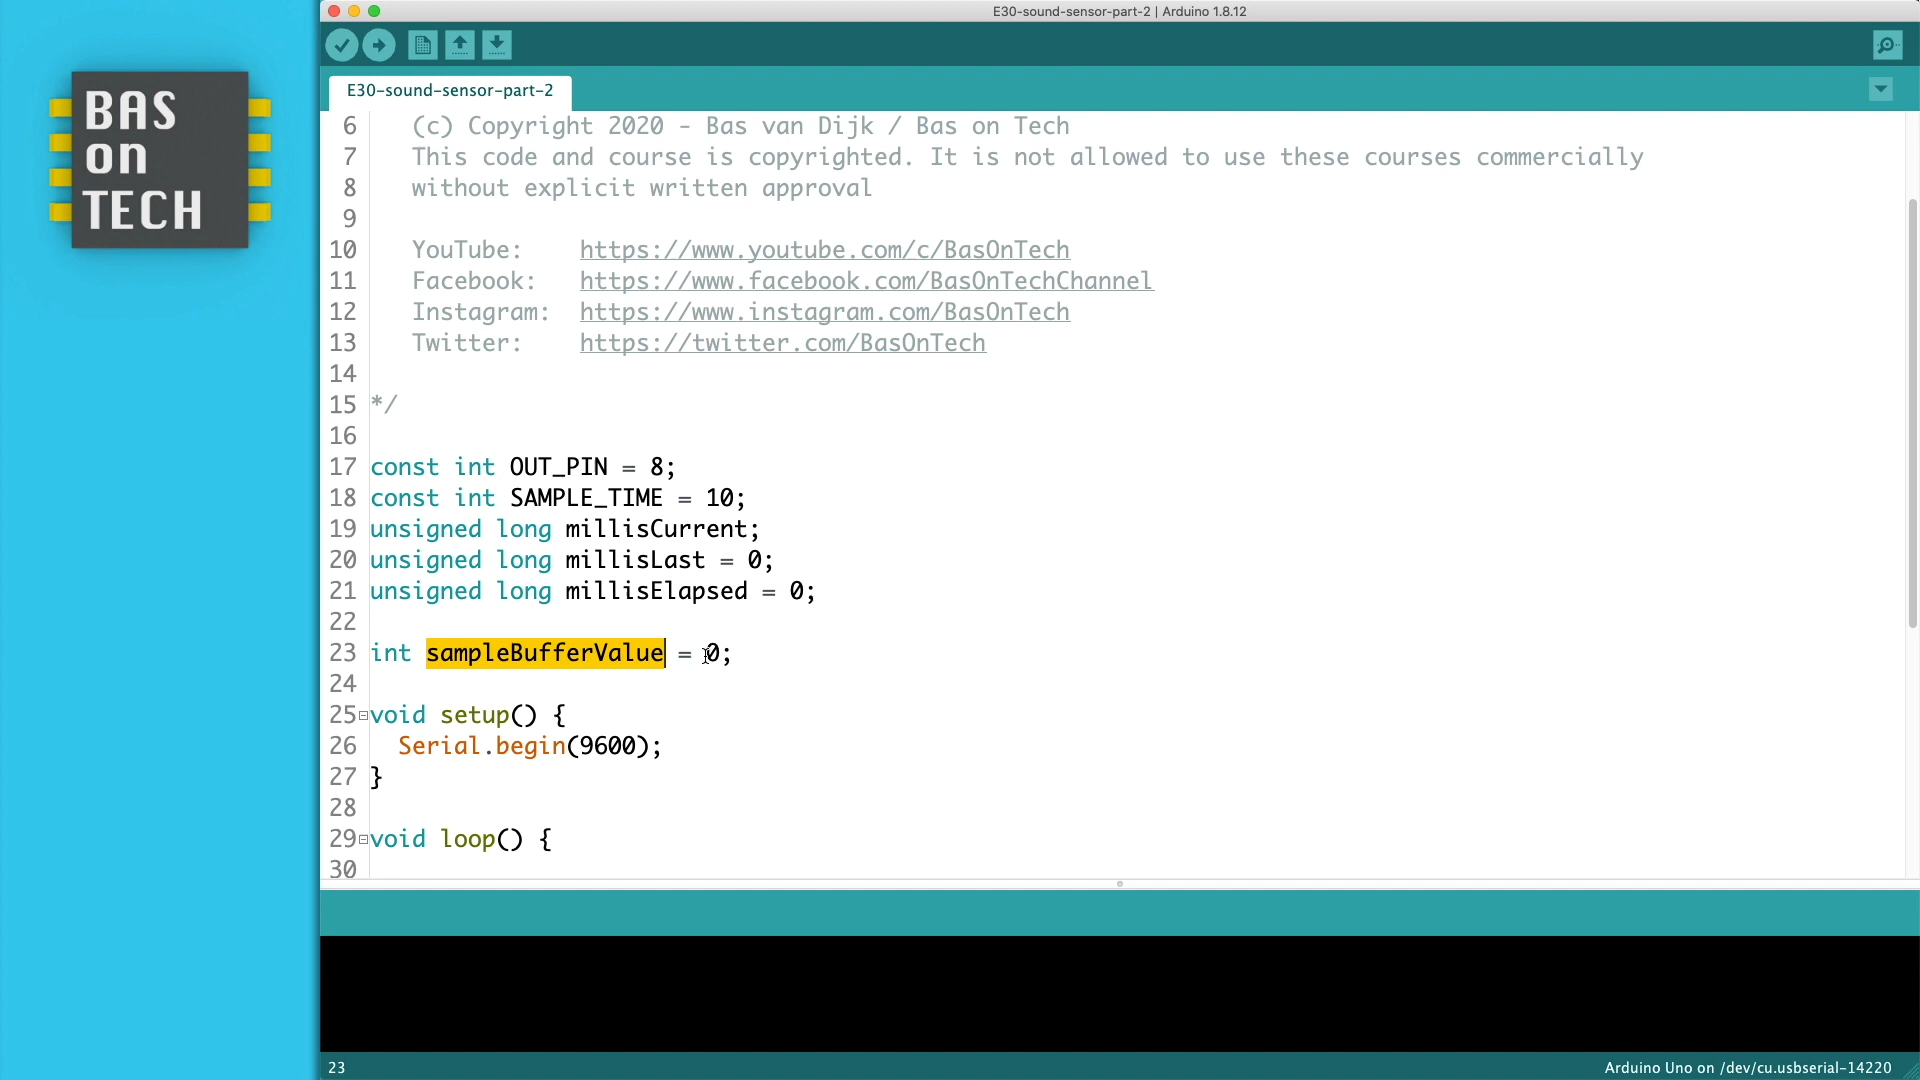 BAS
on
TECH
E30-sound-sensor-part-2 | Arduino 1.8.12
E30-sound-sensor-part-2
6 (c) Copyright 2020 - Bas van Dijk / Bas on Tech
7 This code and course is copyrighted. It is not allowed to use these courses commercially
8 without explicit written approval
9
10 YouTube: https://www.youtube.com/c/BasOnTech
11 Facebook: https://www.facebook.com/BasOnTechChannel
12 Instagram: https://www.instagram.com/BasOnTech
13 Twitter: https://twitter.com/BasOnTech
14
15 */
16
17 const int OUT_PIN = 8;
18 const int SAMPLE_TIME = 10;
19 unsigned long millisCurrent;
20 unsigned long millisLast = 0;
21 unsigned long millisElapsed = 0;
22
23 int sampleBufferValue = 0;
24
25 void setup() {
26 Serial.begin(9600);
27 }
28
29 void loop() {
30
23
Arduino Uno on /dev/cu.usbserial-14220